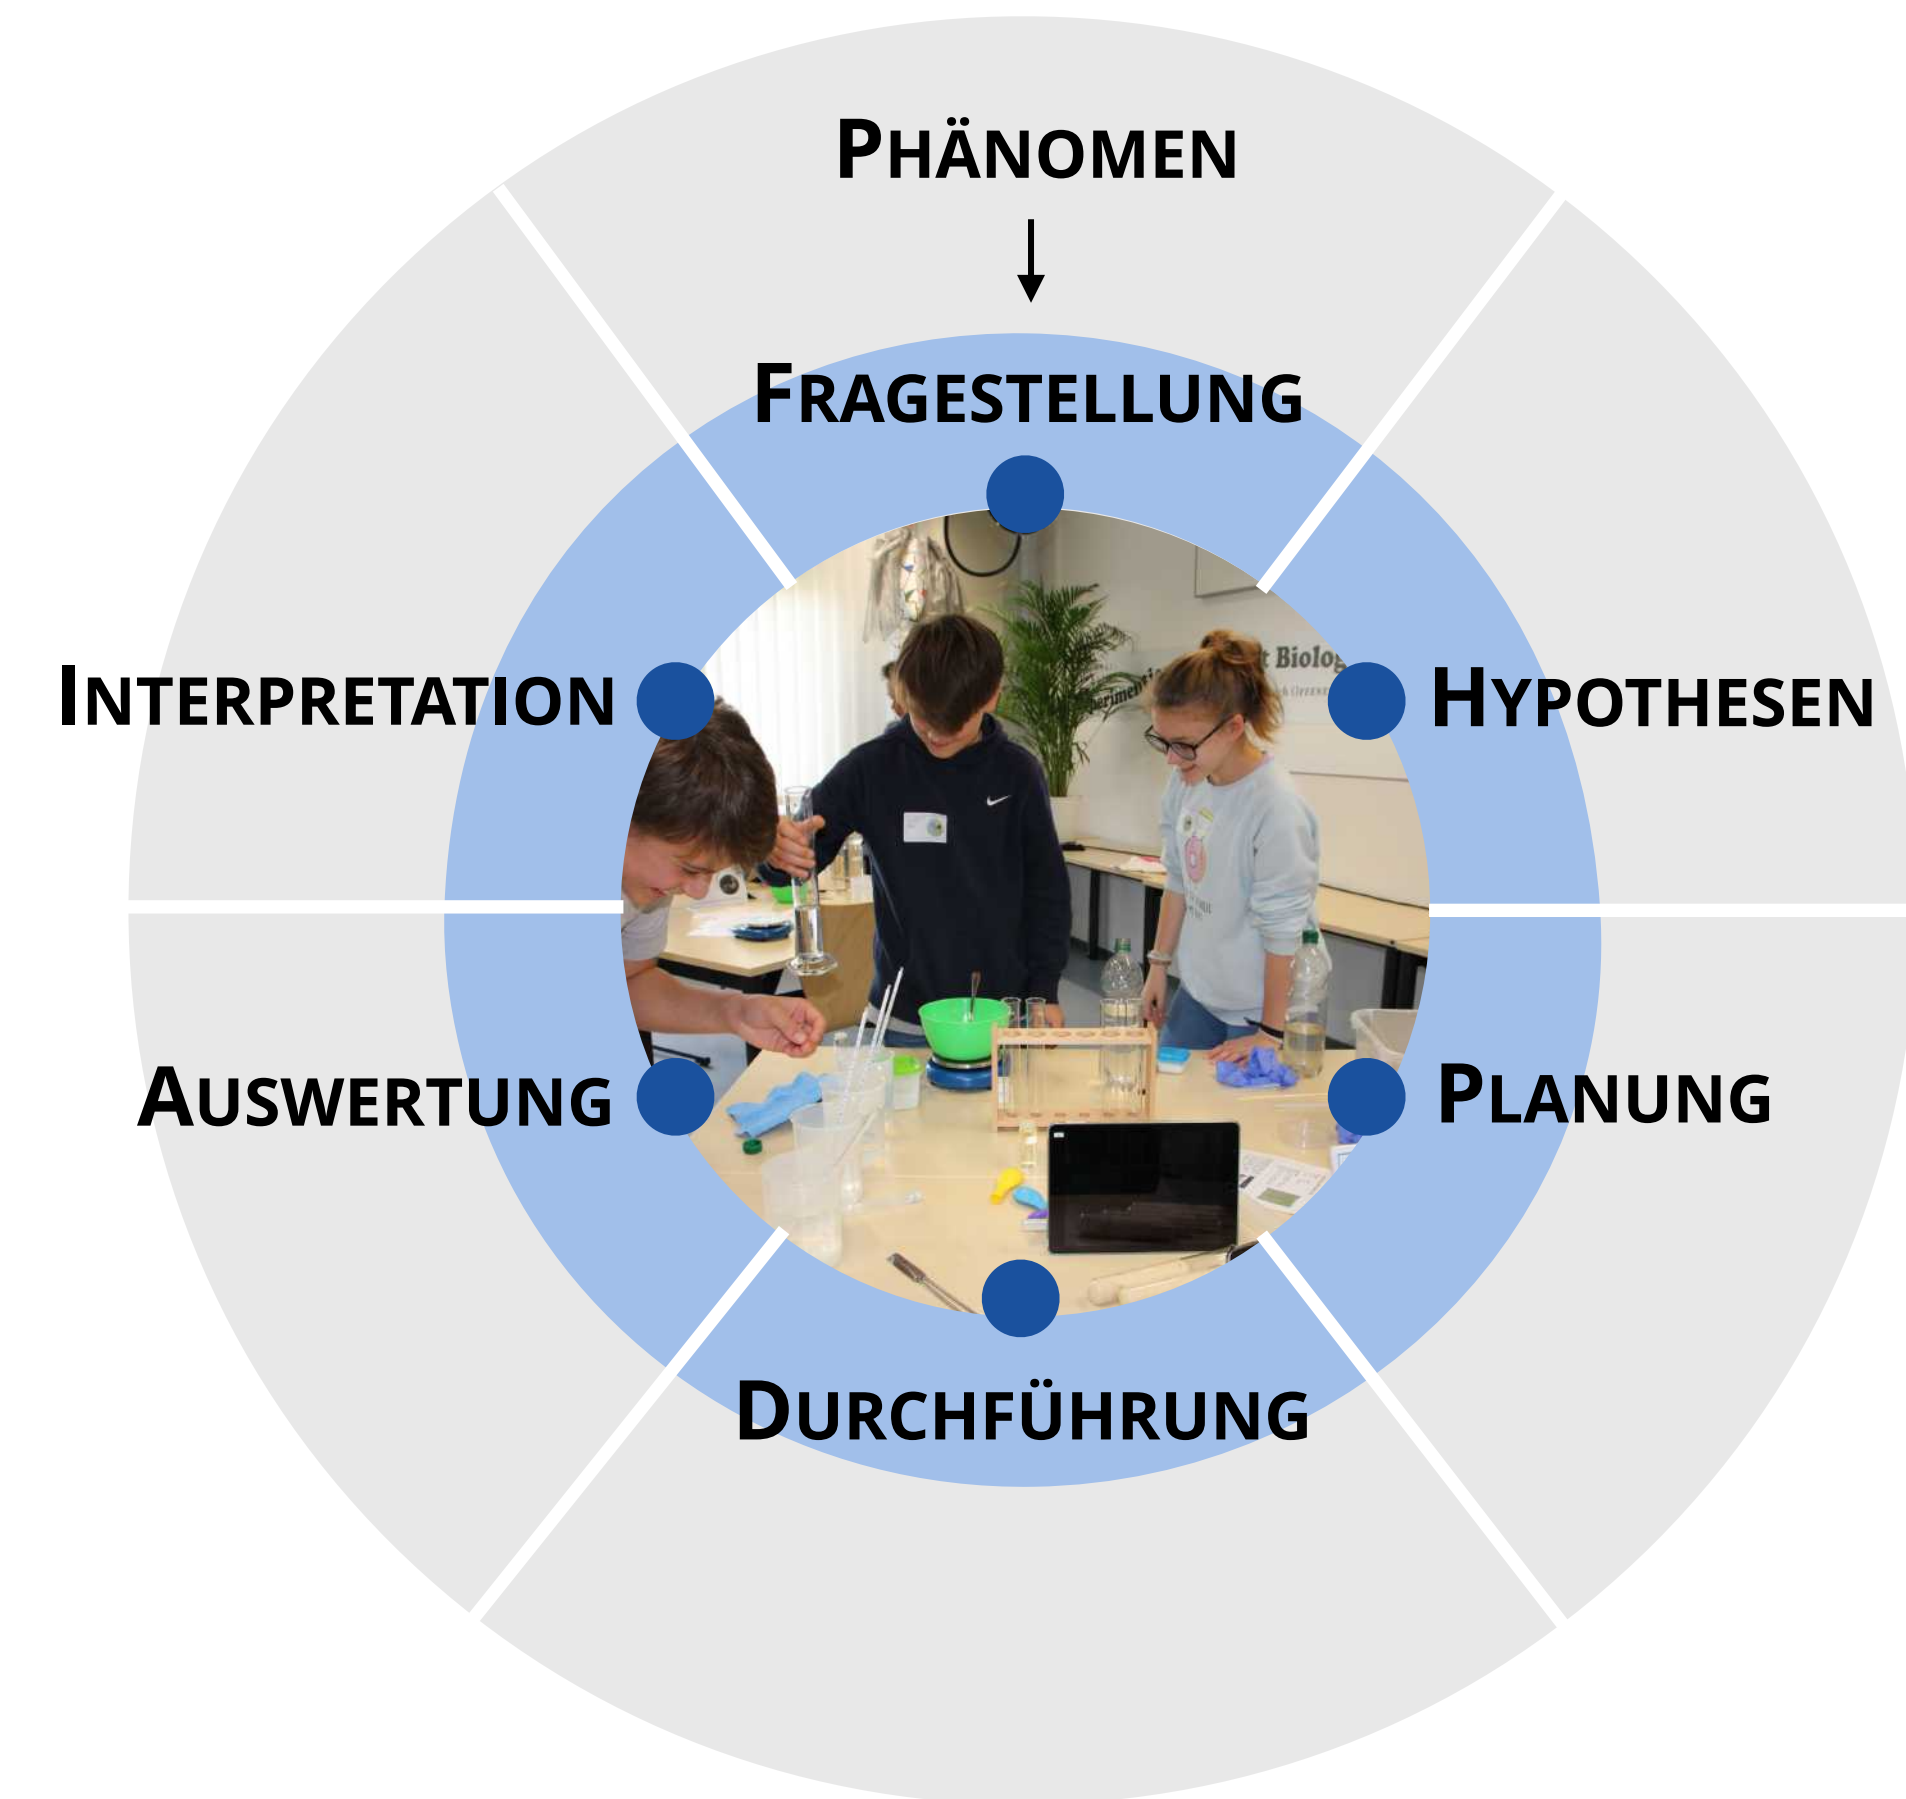 PHÄNOMEN
FRAGESTELLUNG
HYPOTHESEN
PLANUNG
DURCHFÜHRUNG
AUSWERTUNG
INTERPRETATION